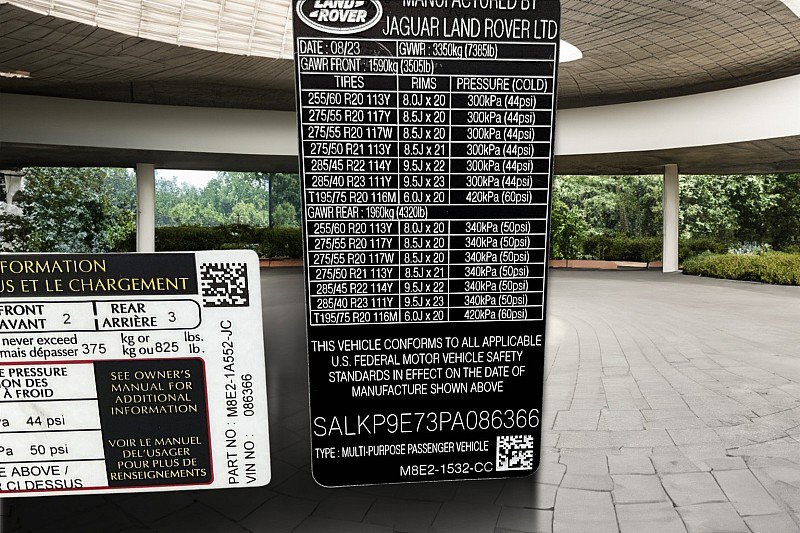 LAND-
ROVER
MANUFACTURED BY
JAGUAR LAND ROVER LTD
DATE : 08/23 GVWR : 3350kg (7385lb)
GAWR FRONT : 1590kg (3505lb)
TIRES RIMS PRESSURE (COLD)
255/60 R20 113Y 8.0J x 20 300kPa (44psi)
275/55 R20 117Y 8.5J x 20 300kPa (44psi)
275/55 R20 117W 8.5J x 20 300kPa (44psi)
275/50 R21 113Y 8.5J x 21 300kPa (44psi)
285/45 R22 114Y 9.5J x 22 300kPa (44psi)
285/40 R23 111Y 9.5J x 23 300kPa (44psi)
T195/75 R20 116M 6.0J x 20 420kPa (60psi)
GAWR REAR : 1960kg (4320lb)
255/60 R20 113Y 8.0J x 20 340kPa (50psi)
275/55 R20 117Y 8.5J x 20 340kPa (50psi)
275/55 R20 117W 8.5J x 20 340kPa (50psi)
275/50 R21 113Y 8.5J x 21 340kPa (50psi)
285/45 R22 114Y 9.5J x 22 340kPa (50psi)
285/40 R23 111Y 9.5J x 23 340kPa (50psi)
T195/75 R20 116M 6.0J x 20 420kPa (60psi)
THIS VEHICLE CONFORMS TO ALL APPLICABLE
U.S. FEDERAL MOTOR VEHICLE SAFETY
STANDARDS IN EFFECT ON THE DATE OF
MANUFACTURE SHOWN ABOVE
SALKP9E73PA086366
TYPE : MULTI-PURPOSE PASSENGER VEHICLE
M8E2-1532-CC
NFORMATION
US ET LE CHARGEMENT
FRONT 2 REAR 3
AVANT ARRIÈRE
never exceed 375 kg or 825 lbs.
mais dépasser kg ou lb.
E PRESSURE
ION DES
À FROID
Pa 44 psi
Pa 50 psi
E ABOVE /
CI DESSUS
SEE OWNER'S
MANUAL FOR
ADDITIONAL
INFORMATION
VOIR LE MANUEL
DEL'USAGER
POUR PLUS DE
RENSEIGNEMENTS
PART NO : M8E2-1A552-JC
VIN NO : 086366